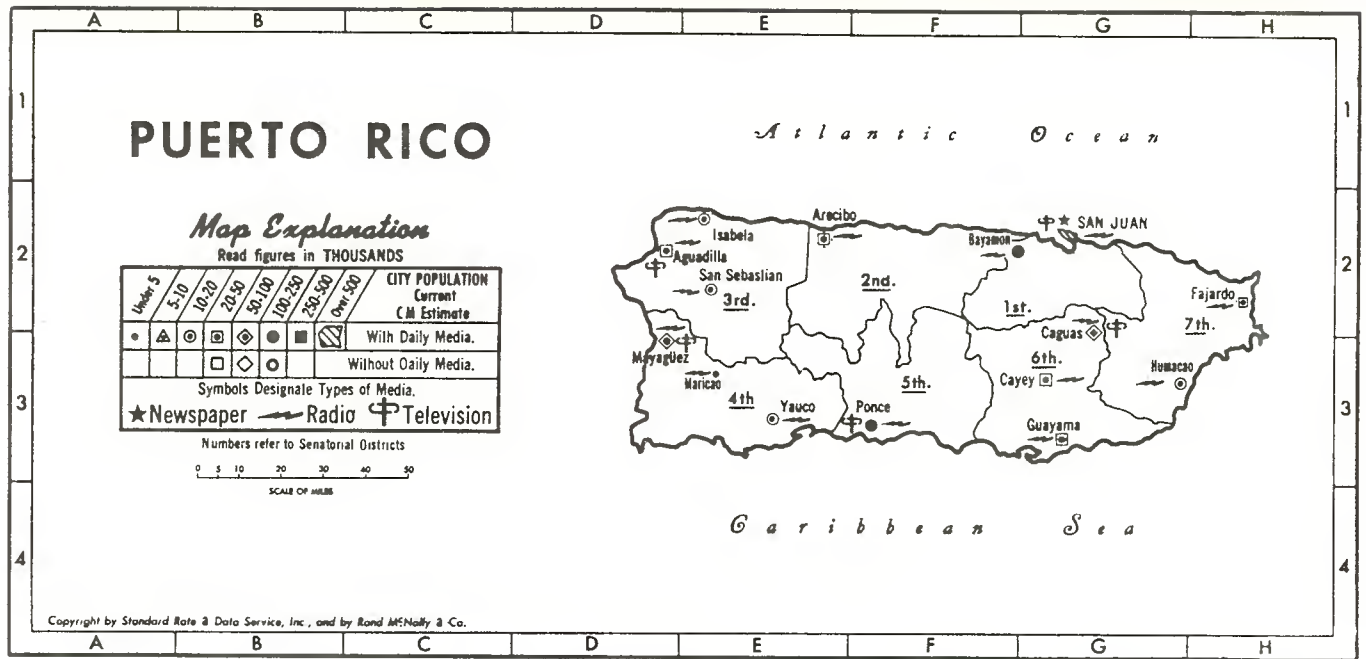 A B C D E F G H
1 1
PUERTO RICO
Atlantic Ocean
Map Explanation
Read figures in THOUSANDS
Under 5
5-10
10-20
20-50
50-100
100-250
250-500
Over 500
CITY POPULATION
Current
CM Estimate
With Daily Media.
Without Daily Media.
Symbols Designate Types of Media.
Newspaper Radio Television
Numbers refer to Senatorial Districts
0 5 10 20 30 40 50
SCALE OF MILES
2 2
Isabela
Arecibo
SAN JUAN
Bayamon
Aguadilla
San Sebastian
3rd.
2nd.
1st.
Fajardo
7th.
Caguas
6th.
Mayagüez
Maricao
4th
5th.
Cayey
Humacao
Yauco
Ponce
Guayama
3 3
Caribbean Sea
4 4
Copyright by Standard Rate & Data Service, Inc., and by Rand McNally & Co.
A B C D E F G H